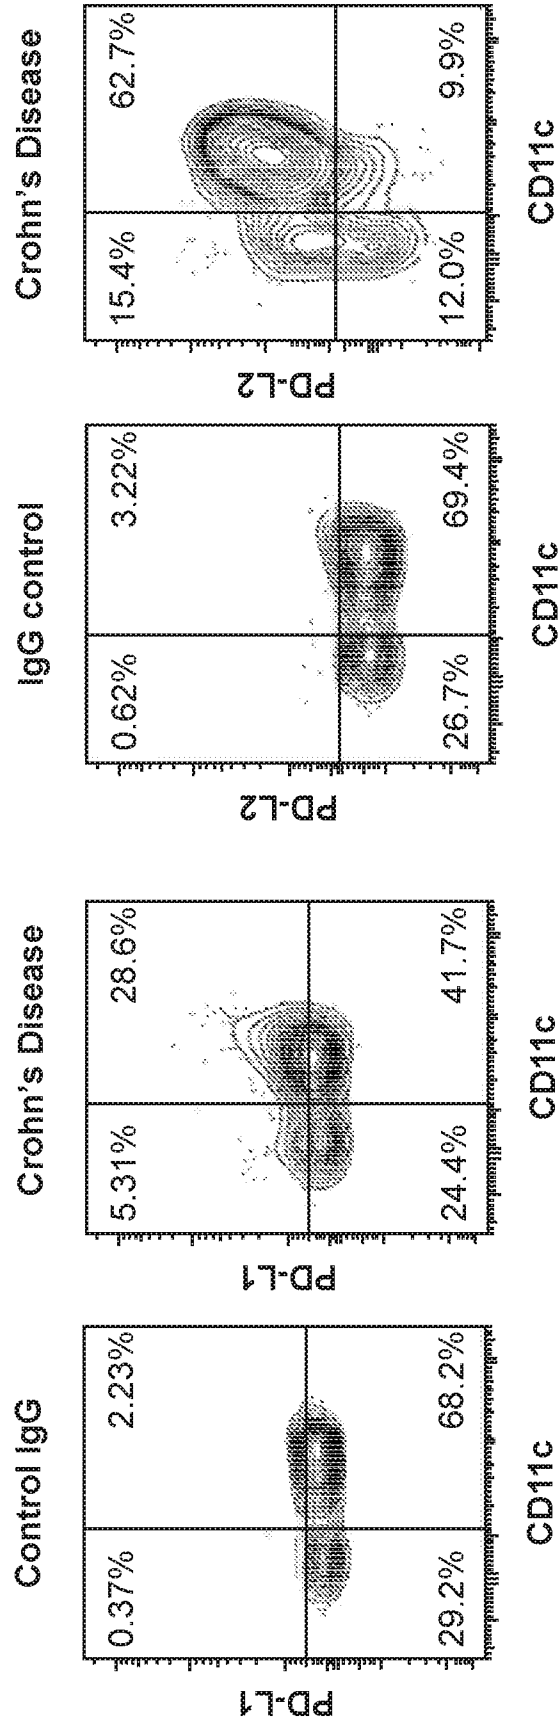 Control IgG
0.37%
2.23%
29.2%
68.2%
PD-L1
CD11c
Crohn's Disease
5.31%
28.6%
24.4%
41.7%
PD-L1
CD11c
IgG control
0.62%
3.22%
26.7%
69.4%
PD-L2
CD11c
Crohn's Disease
15.4%
62.7%
12.0%
9.9%
PD-L2
CD11c